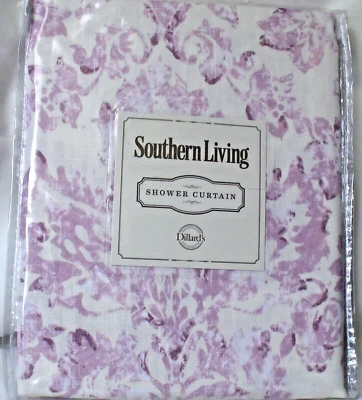 Southern Living
SHOWER CURTAIN
Dillard's